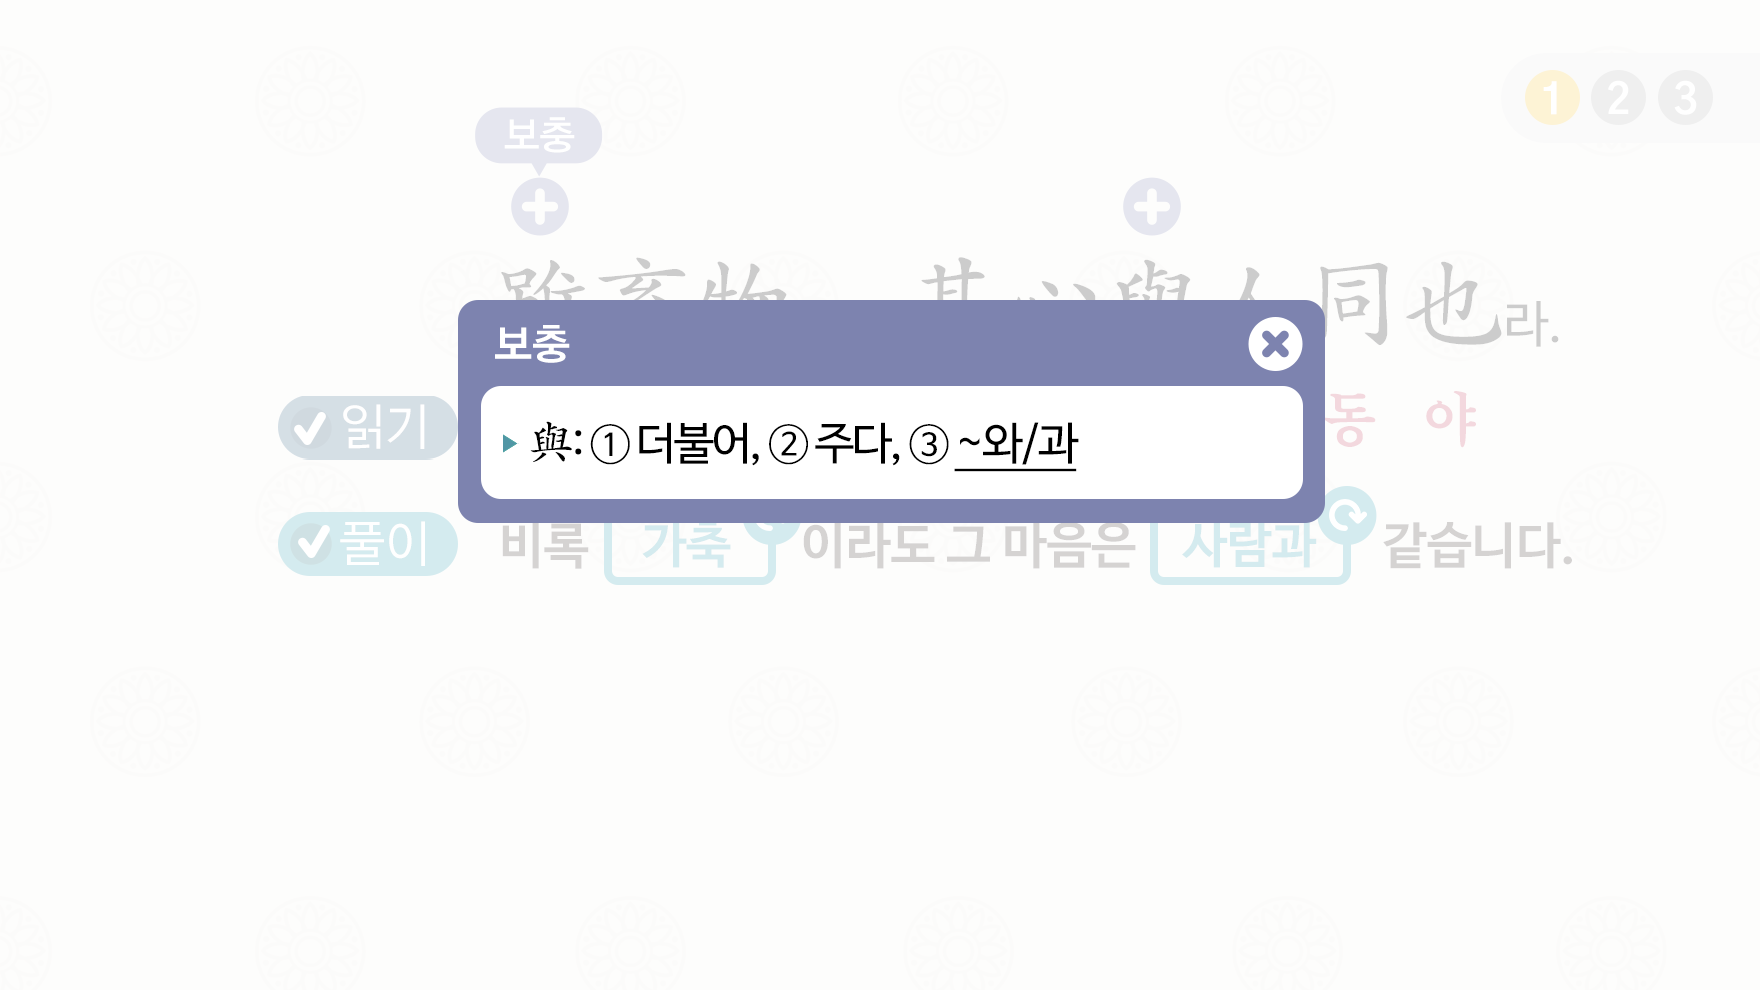 1 2 3
보충
雖畜物 其心與人同也라.
보충
읽기 동 야
與: ① 더불어, ② 주다, ③ ~와/과
풀이 비록 가축 이라도 그 마음은 사람과 같습니다.